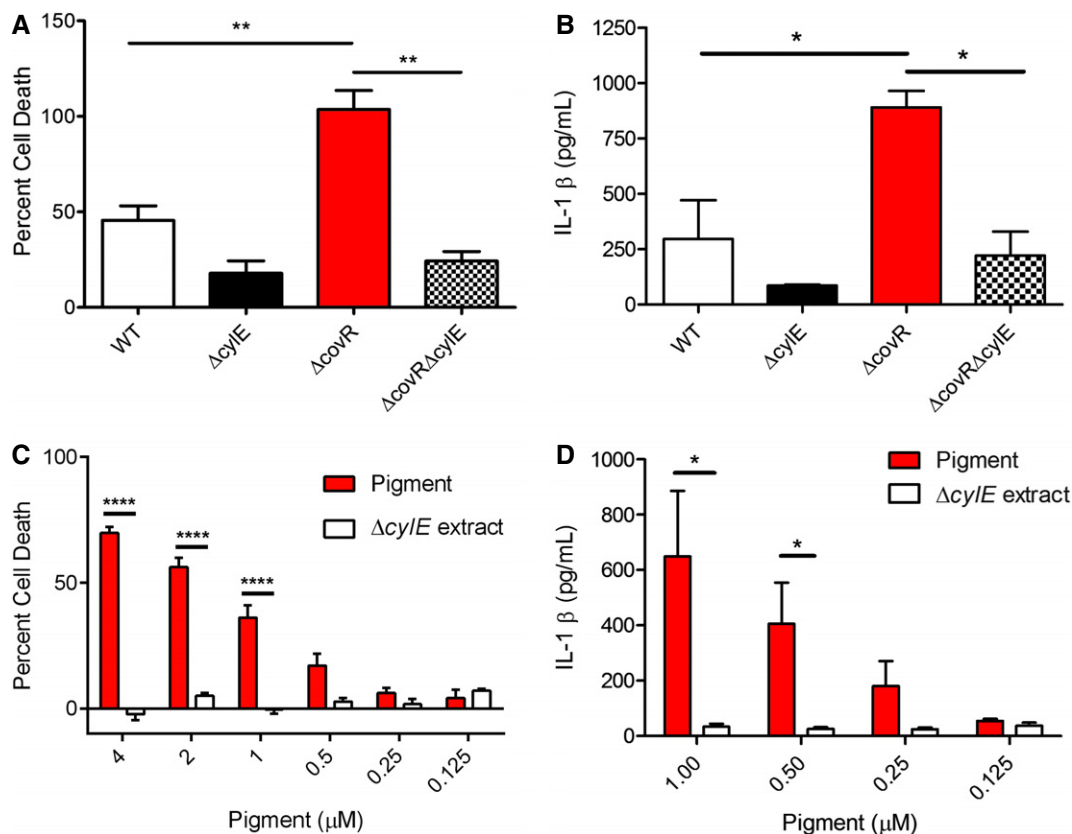 A
Percent Cell Death
150
100
50
0
**
**
WT
ΔcylE
ΔcovR
ΔcovRΔcylE
B
IL-1 β (pg/mL)
1250
1000
750
500
250
0
*
*
WT
ΔcylE
ΔcovR
ΔcovRΔcylE
C
Percent Cell Death
100
50
0
Pigment
ΔcylE extract
****
****
****
4
2
1
0.5
0.25
0.125
Pigment (μM)
D
IL-1 β (pg/mL)
1000
800
600
400
200
0
Pigment
ΔcylE extract
*
*
1.00
0.50
0.25
0.125
Pigment (μM)